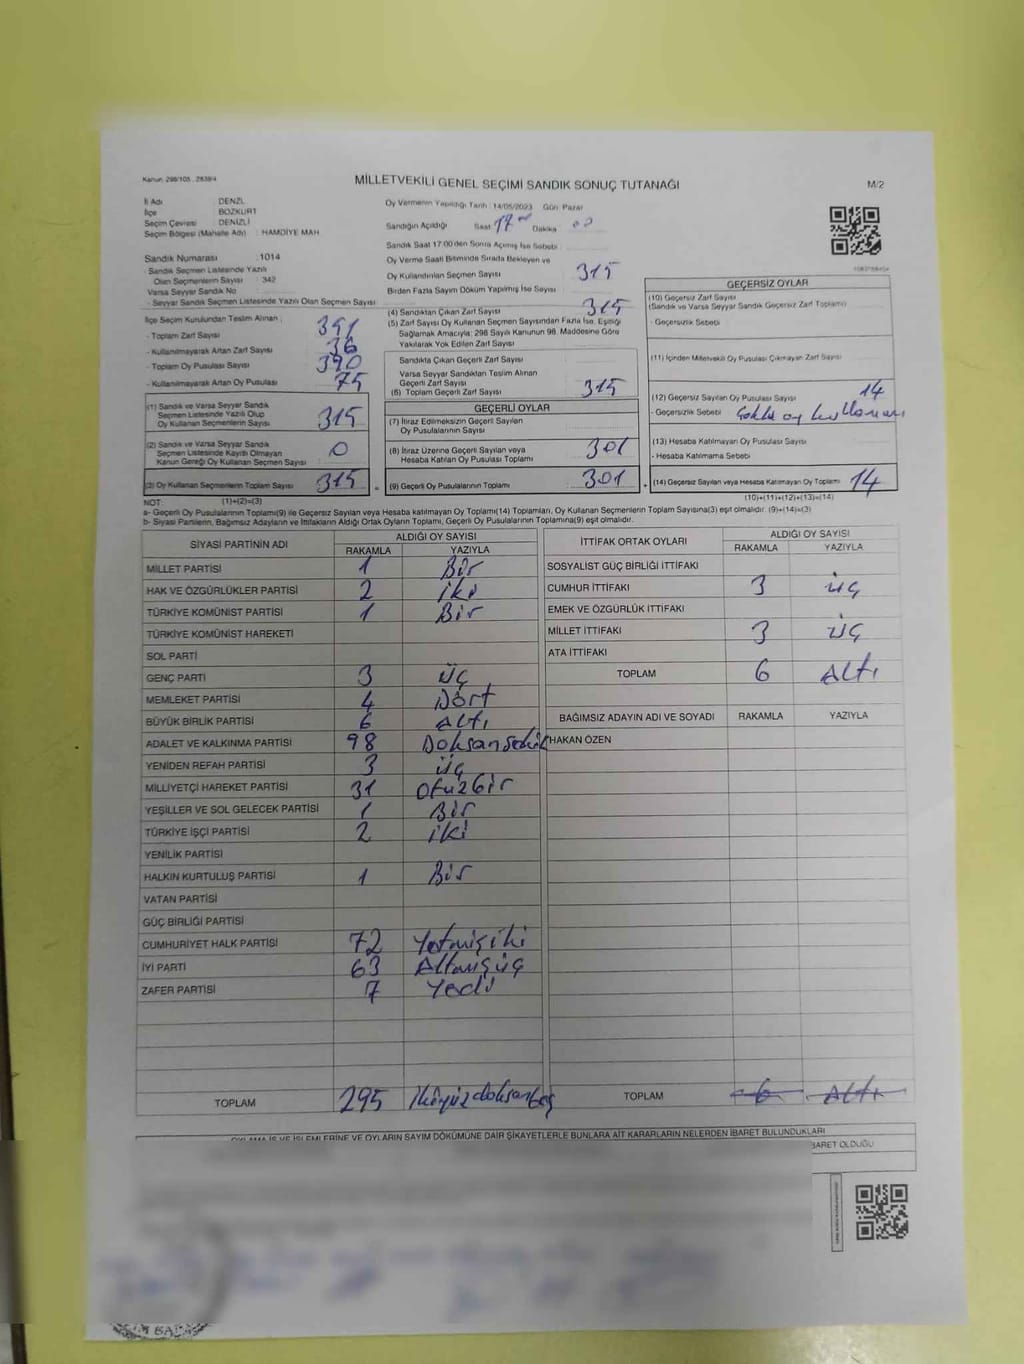 Kanun 298/105, 2839/4
MİLLETVEKİLİ GENEL SEÇİMİ SANDIK SONUÇ TUTANAĞI
M/2
İl Adı : DENİZLİ
İlçe : BOZKURT
Seçim Çevresi : DENİZLİ
Seçim Bölgesi (Mahalle Adı) : HAMDİYE MAH
Sandık Numarası : 1014
- Sandık Seçmen Listesinde Yazılı
Olan Seçmenlerin Sayısı : 342
Varsa Seyyar Sandık No
- Seyyar Sandık Seçmen Listesinde Yazılı Olan Seçmen Sayısı
Oy Vermenin Yapıldığı Tarih : 14/05/2023 Gün Pazar
Sandığın Açıldığı Saat 17 Dakika
Sandık Saat 17.00'den Sonra Açılmış İse Sebebi
Oy Verme Saati Bitiminde Sırada Bekleyen ve
Oy Kullandırılan Seçmen Sayısı 315
Birden Fazla Sayım Döküm Yapılmış İse Sayısı
İlçe Seçim Kurulundan Teslim Alınan ;
- Toplam Zarf Sayısı 351
- Kullanılmayarak Artan Zarf Sayısı 36
- Toplam Oy Pusulası Sayısı 390
- Kullanılmayarak Artan Oy Pusulası 75
(1) Sandık ve Varsa Seyyar Sandık
Seçmen Listesinde Yazılı Olup
Oy Kullanan Seçmenlerin Sayısı 315
(2) Sandık ve Varsa Seyyar Sandık
Seçmen Listesinde Kayıtlı Olmayan
Kanun Gereği Oy Kullanan Seçmen Sayısı 0
(3) Oy Kullanan Seçmenlerin Toplam Sayısı 315
(4) Sandıktan Çıkan Zarf Sayısı 315
(5) Zarf Sayısı Oy Kullanan Seçmen Sayısından Fazla İse, Eşitliği
Sağlamak Amacıyla; 298 Sayılı Kanunun 98. Maddesine Göre
Yakılarak Yok Edilen Zarf Sayısı
Sandıkta Çıkan Geçerli Zarf Sayısı
Varsa Seyyar Sandıktan Teslim Alınan
Geçerli Zarf Sayısı
(6) Toplam Geçerli Zarf Sayısı 315
GEÇERLİ OYLAR
(7) İtiraz Edilmeksizin Geçerli Sayılan
Oy Pusulalarının Sayısı
(8) İtiraz Üzerine Geçerli Sayılan veya
Hesaba Katılan Oy Pusulası Toplamı 301
(9) Geçerli Oy Pusulalarının Toplamı 301
GEÇERSİZ OYLAR
(10) Geçersiz Zarf Sayısı
(Sandık ve Varsa Seyyar Sandık Geçersiz Zarf Toplamı)
- Geçersizlik Sebebi
(11) İçinden Milletvekili Oy Pusulası Çıkmayan Zarf Sayısı
(12) Geçersiz Sayılan Oy Pusulası Sayısı 14
- Geçersizlik Sebebi Çoklu oy kullanımı
(13) Hesaba Katılmayan Oy Pusulası Sayısı
- Hesaba Katılmama Sebebi
(14) Geçersiz Sayılan veya Hesaba Katılmayan Oy Toplamı 14
NOT: (1)+(2)=(3)
(10)+(11)+(12)+(13)=(14)
a- Geçerli Oy Pusulalarının Toplamı(9) ile Geçersiz Sayılan veya Hesaba katılmayan Oy Toplamı(14) Toplamları, Oy Kullanan Seçmenlerin Toplam Sayısına(3) eşit olmalıdır. (9)+(14)=(3)
b- Siyasi Partilerin, Bağımsız Adayların ve İttifakların Aldığı Ortak Oyların Toplamı, Geçerli Oy Pusulalarının Toplamına(9) eşit olmalıdır.
SİYASİ PARTİNİN ADI ALDIĞI OY SAYISI
RAKAMLA YAZIYLA
MİLLET PARTİSİ 1 Bir
HAK VE ÖZGÜRLÜKLER PARTİSİ 2 iki
TÜRKİYE KOMÜNİST PARTİSİ 1 Bir
TÜRKİYE KOMÜNİST HAREKETİ
SOL PARTİ
GENÇ PARTİ 3 üç
MEMLEKET PARTİSİ 4 Dört
BÜYÜK BİRLİK PARTİSİ 6 Altı
ADALET VE KALKINMA PARTİSİ 98 Doksansekiz
YENİDEN REFAH PARTİSİ 3 üç
MİLLİYETÇİ HAREKET PARTİSİ 31 otuzbir
YEŞİLLER VE SOL GELECEK PARTİSİ 1 Bir
TÜRKİYE İŞÇİ PARTİSİ 2 iki
YENİLİK PARTİSİ
HALKIN KURTULUŞ PARTİSİ 1 Bir
VATAN PARTİSİ
GÜÇ BİRLİĞİ PARTİSİ
CUMHURİYET HALK PARTİSİ 72 Yetmişiki
İYİ PARTİ 63 Altmışüç
ZAFER PARTİSİ 7 Yedi
TOPLAM 295 ikiyüzdoksanbeş
İTTİFAK ORTAK OYLARI ALDIĞI OY SAYISI
RAKAMLA YAZIYLA
SOSYALİST GÜÇ BİRLİĞİ İTTİFAKI
CUMHUR İTTİFAKI 3 üç
EMEK VE ÖZGÜRLÜK İTTİFAKI
MİLLET İTTİFAKI 3 üç
ATA İTTİFAKI
TOPLAM 6 Altı
BAĞIMSIZ ADAYIN ADI VE SOYADI RAKAMLA YAZIYLA
HAKAN ÖZEN
TOPLAM 6 Altı
OYLAMA İŞ VE İŞLEMLERİNE VE OYLARIN SAYIM DÖKÜMÜNE DAİR ŞİKAYETLERLE BUNLARA AİT KARARLARIN NELERDEN İBARET BULUNDUKLARI
İBARET OLDUĞU